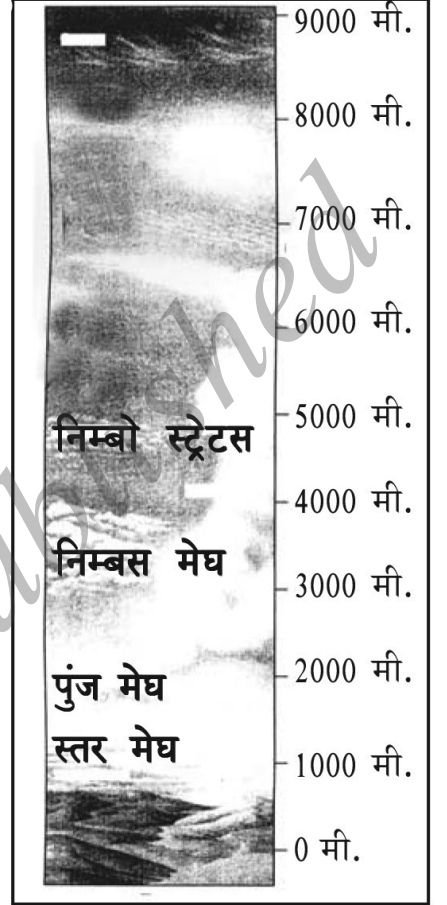 9000 मी.
8000 मी.
7000 मी.
6000 मी.
5000 मी.
निम्बो स्ट्रेटस
4000 मी.
निम्बस मेघ
3000 मी.
2000 मी.
पुंज मेघ
स्तर मेघ
1000 मी.
0 मी.